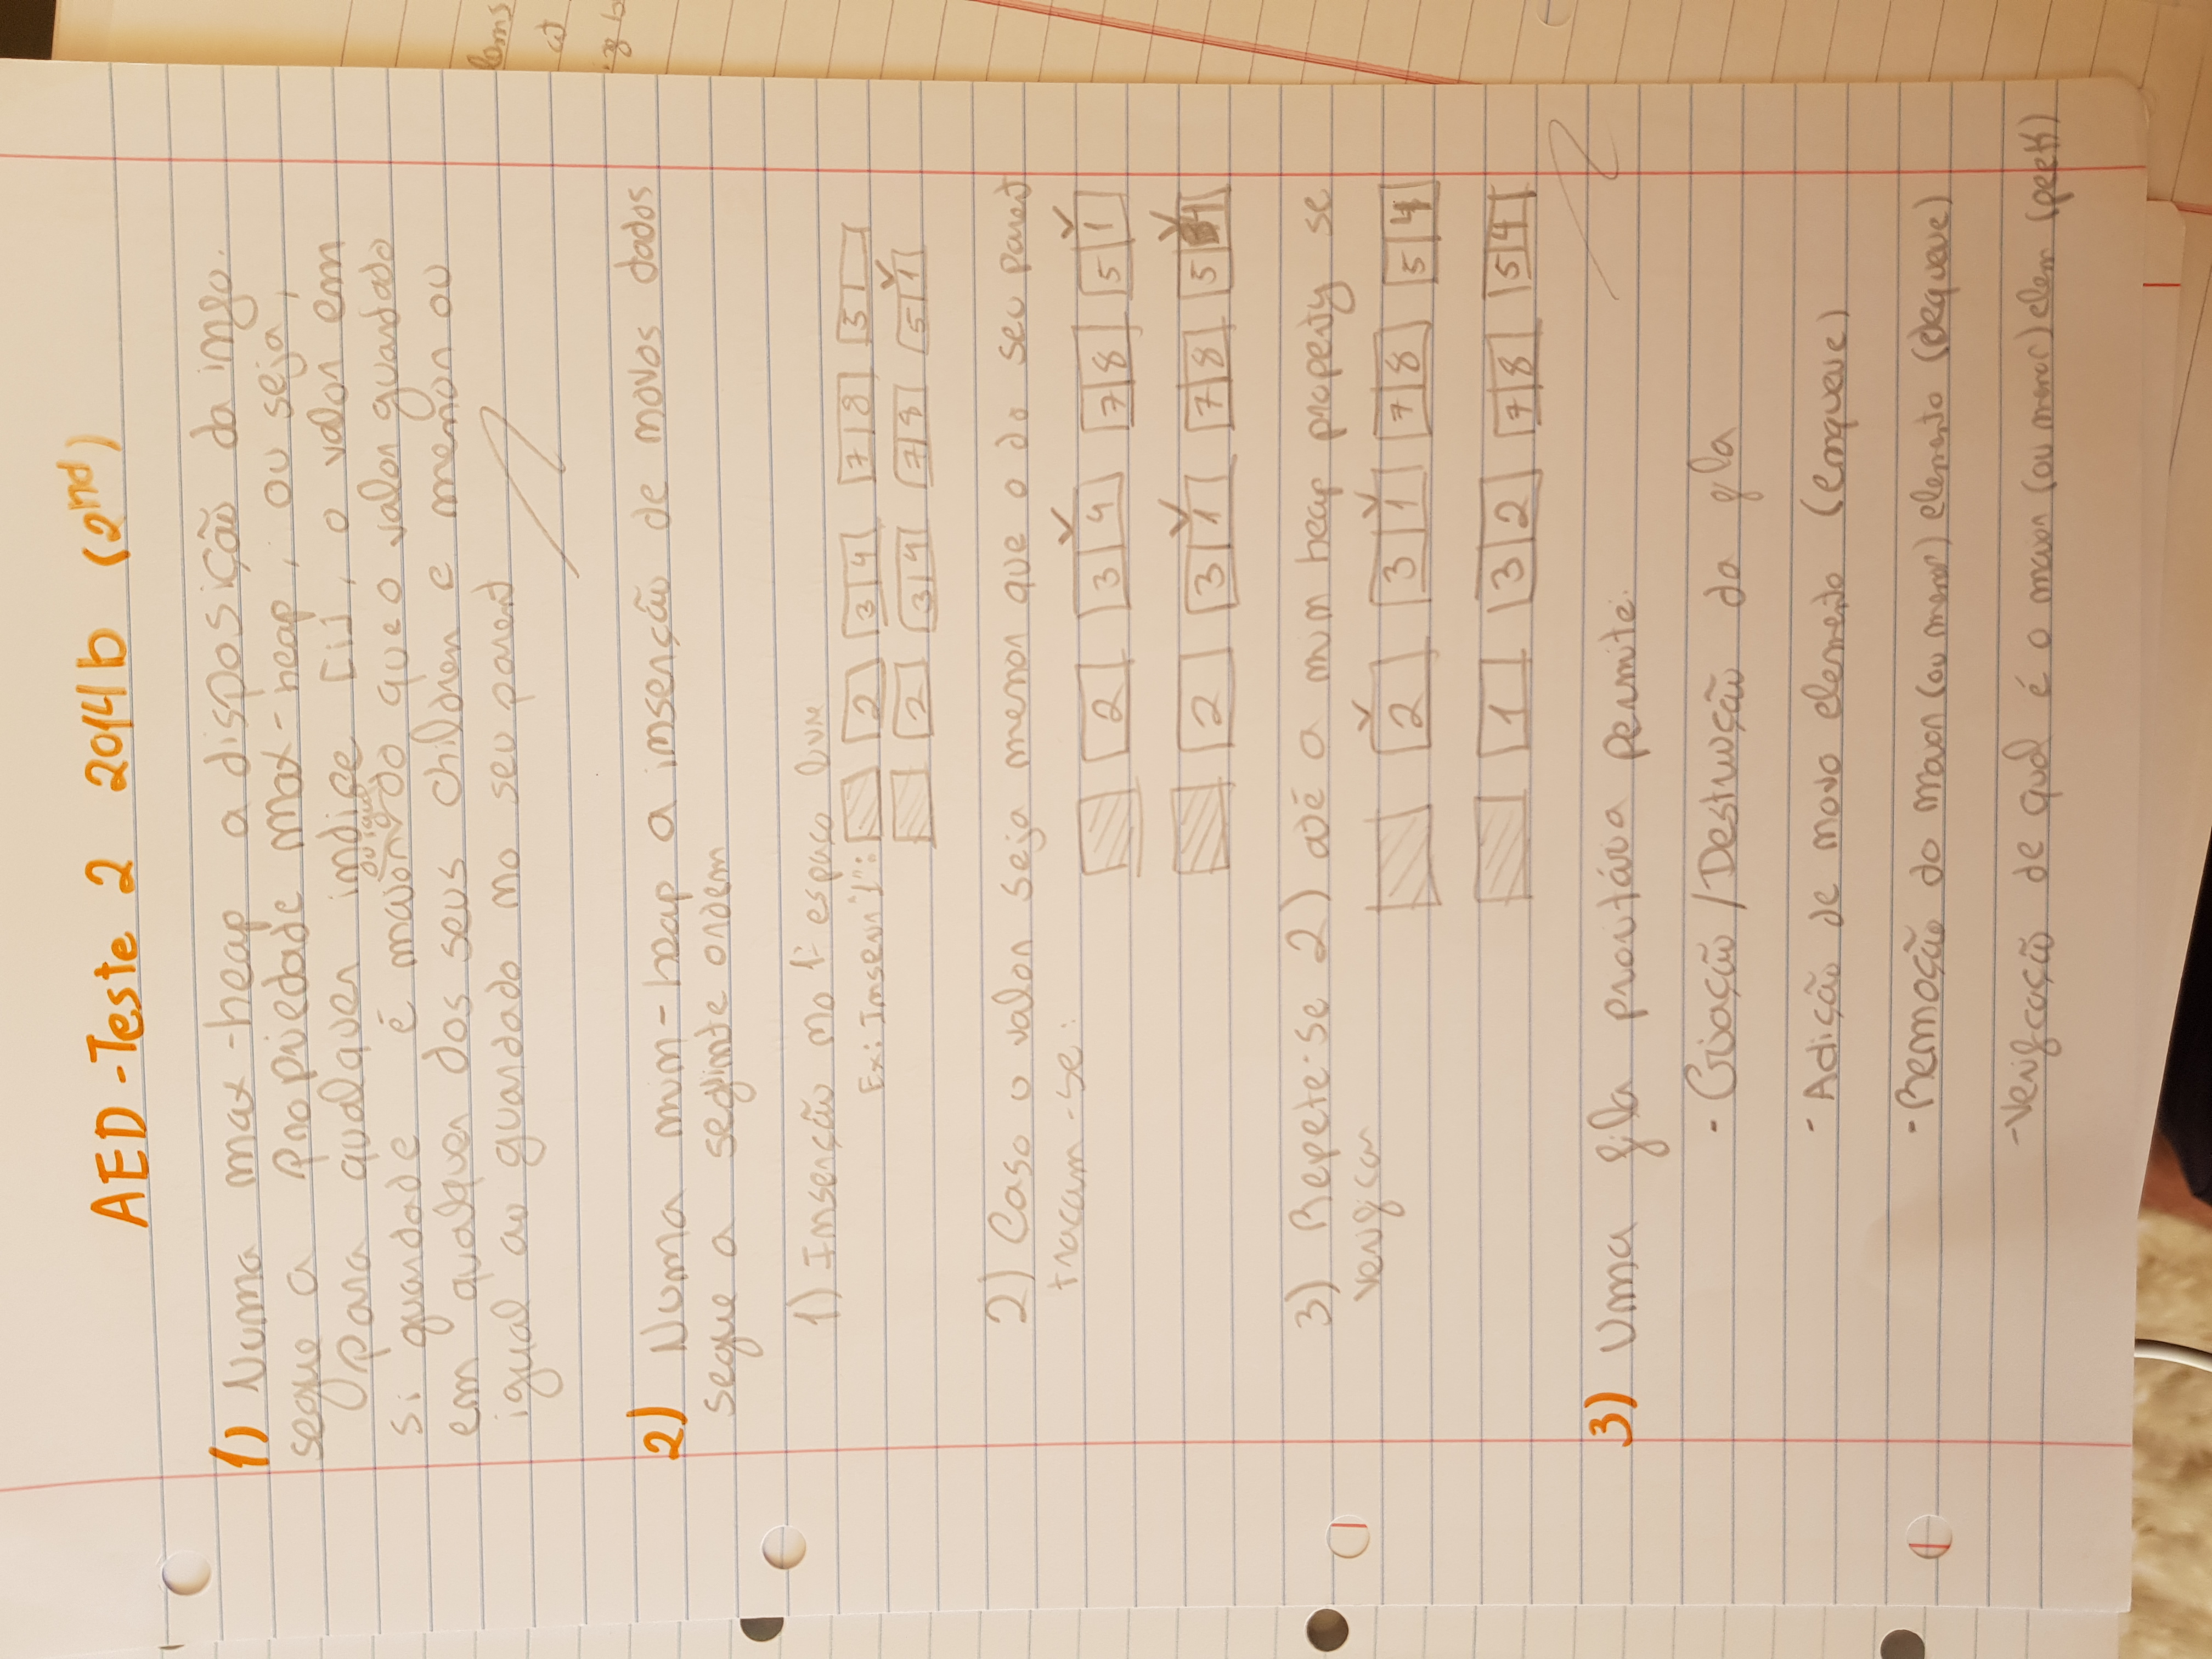 AED - Teste 2 2014b (2nd)
1) Numa max-heap a disposição da info.
segue a propriedade max-heap, ou seja,
para qualquer indice [i], o valor em
ou igual
si guardade é maior do que o valor guardado
em qualquer dos seus children e menor ou
igual ao guardado no seu parent
2) Numa min-heap a inserção de novos dados
segue a seguinte ordem
1) Inserção no 1º espaço livre
Ex: Inserir "1": 2 3 4 7 8 5
2 3 4 7 8 5 1
2) Caso o valor seja menor que o do seu parent
trocam-se:
2 3 4 7 8 5 1
2 3 1 7 8 5 4
3) Repete-se 2) até a min heap property se
verificar
2 3 1 7 8 5 4
1 3 2 7 8 5 4
3) Uma fila prioritária permite:
- Criação / Destruição da fila
- Adição de novo elemento (enqueue)
- Remoção do maior (ou menor) elemento (dequeue)
- Verificação de qual é o maior (ou menor) elem (peek)